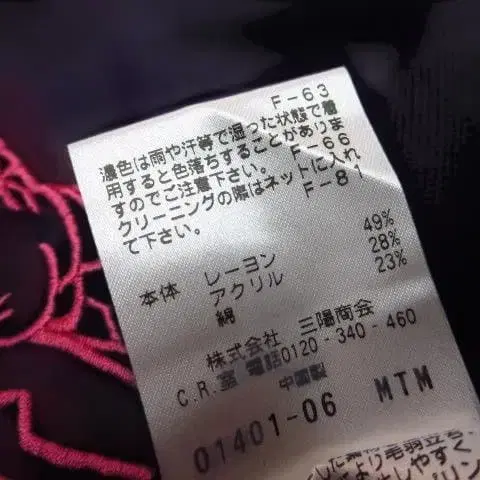 F-63
濃色は雨や汗等で湿った状態で着
用すると色落ちすることがありま
すのでご注意下さい。 F-66
クリーニングの際はネットに入れ
て下さい。 F-81
本体 レーヨン 49%
アクリル 28%
綿 23%
株式会社 三陽商会
C.R.室 電話0120-340-460
中国製
01401-06 MTM